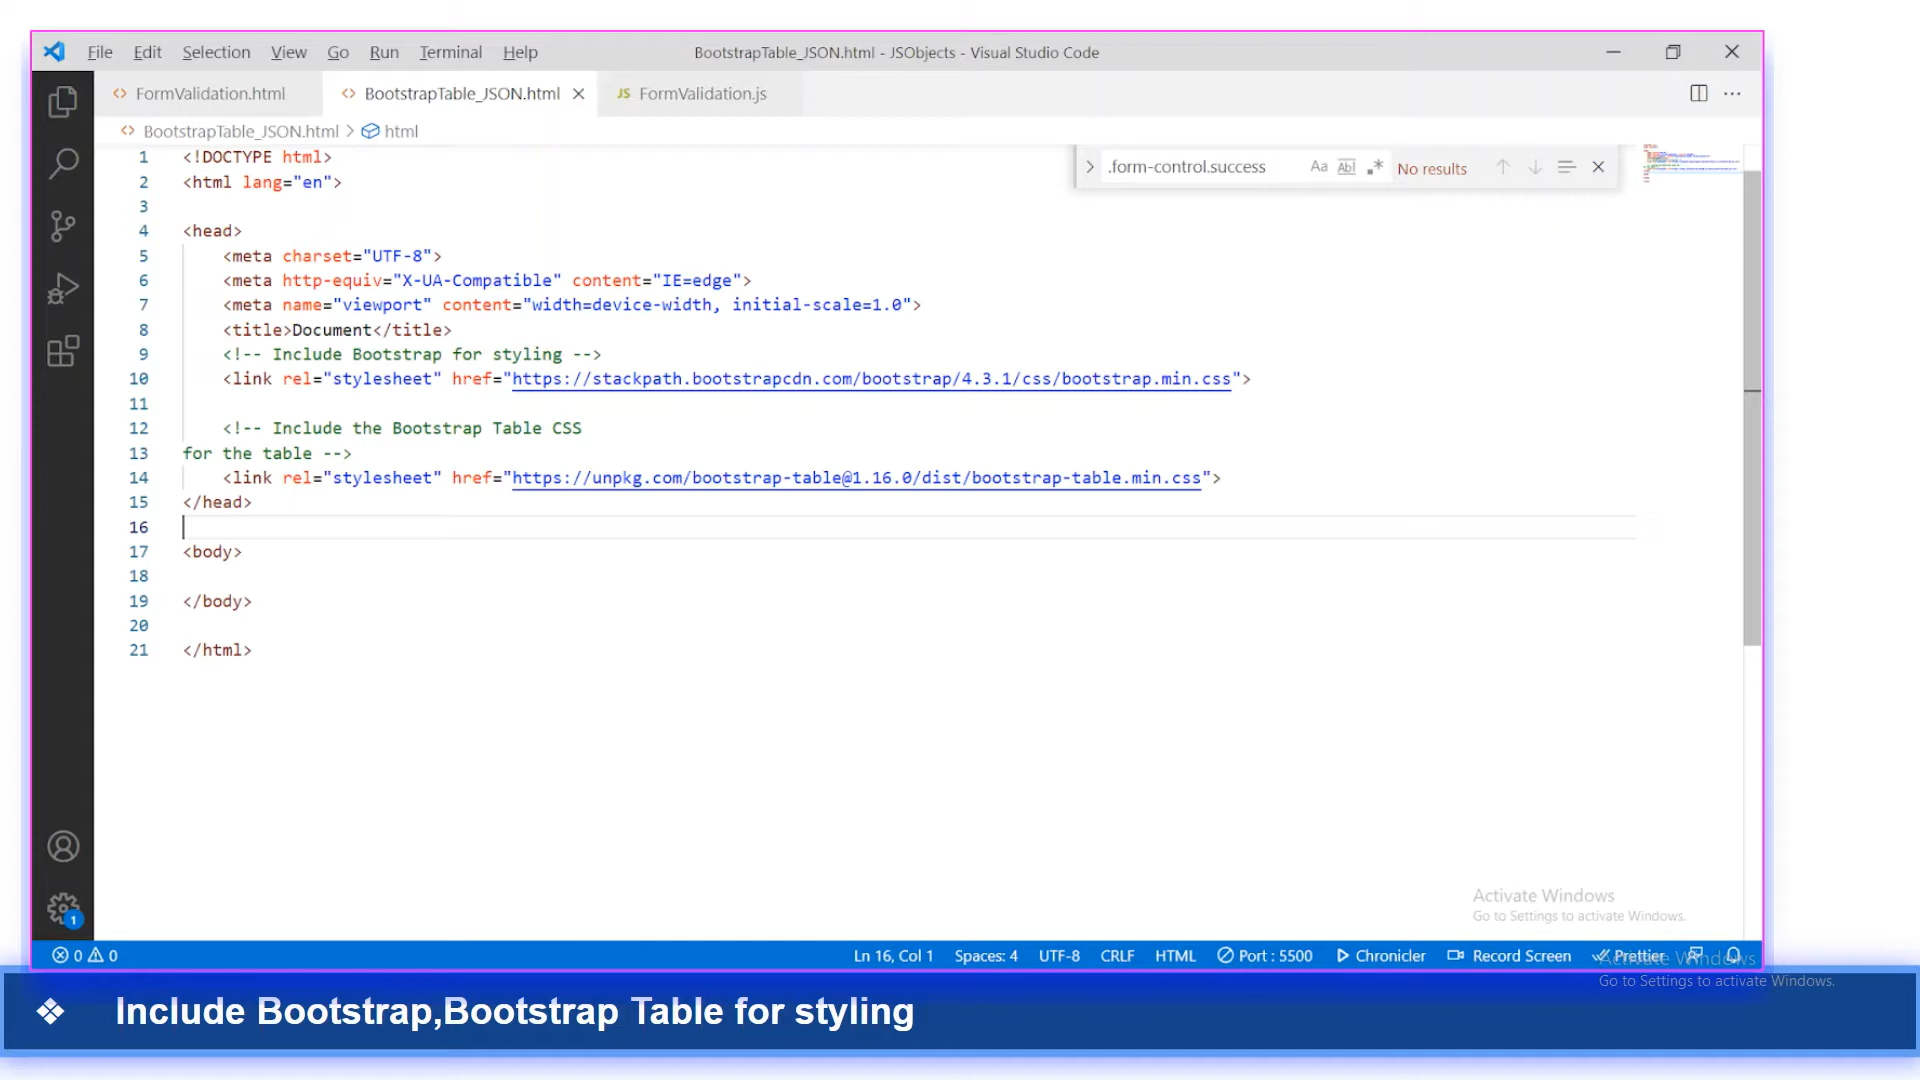 File Edit Selection View Go Run Terminal Help BootstrapTable_JSON.html - JSObjects - Visual Studio Code
FormValidation.html BootstrapTable_JSON.html JS FormValidation.js
BootstrapTable_JSON.html > html
.form-control.success Aa Abl .* No results
1 <!DOCTYPE html>
2 <html lang="en">
3
4 <head>
5 <meta charset="UTF-8">
6 <meta http-equiv="X-UA-Compatible" content="IE=edge">
7 <meta name="viewport" content="width=device-width, initial-scale=1.0">
8 <title>Document</title>
9 <!-- Include Bootstrap for styling -->
10 <link rel="stylesheet" href="https://stackpath.bootstrapcdn.com/bootstrap/4.3.1/css/bootstrap.min.css">
11
12 <!-- Include the Bootstrap Table CSS
13 for the table -->
14 <link rel="stylesheet" href="https://unpkg.com/bootstrap-table@1.16.0/dist/bootstrap-table.min.css">
15 </head>
16
17 <body>
18
19 </body>
20
21 </html>
Activate Windows
Go to Settings to activate Windows.
1
0 0 Ln 16, Col 1 Spaces: 4 UTF-8 CRLF HTML Port : 5500 Chronicler Record Screen Prettier
Activate Windows
Go to Settings to activate Windows.
❖ Include Bootstrap,Bootstrap Table for styling